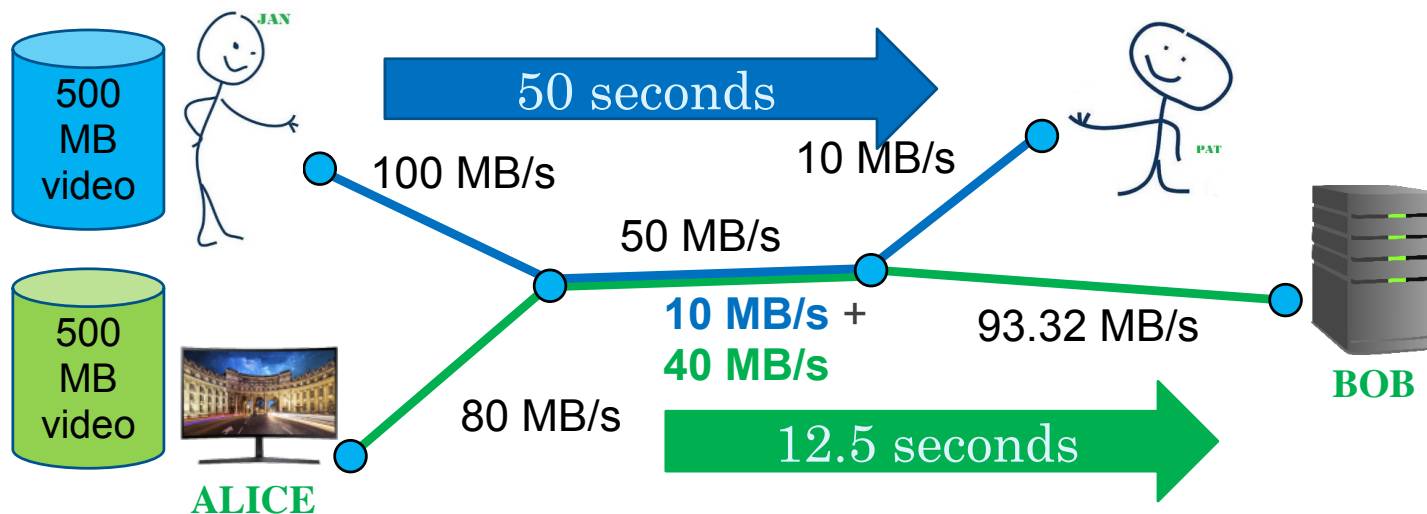 JAN
500
MB
video
50 seconds
100 MB/s
10 MB/s
PAT
50 MB/s
500
MB
video
10 MB/s +
40 MB/s
93.32 MB/s
BOB
80 MB/s
12.5 seconds
ALICE